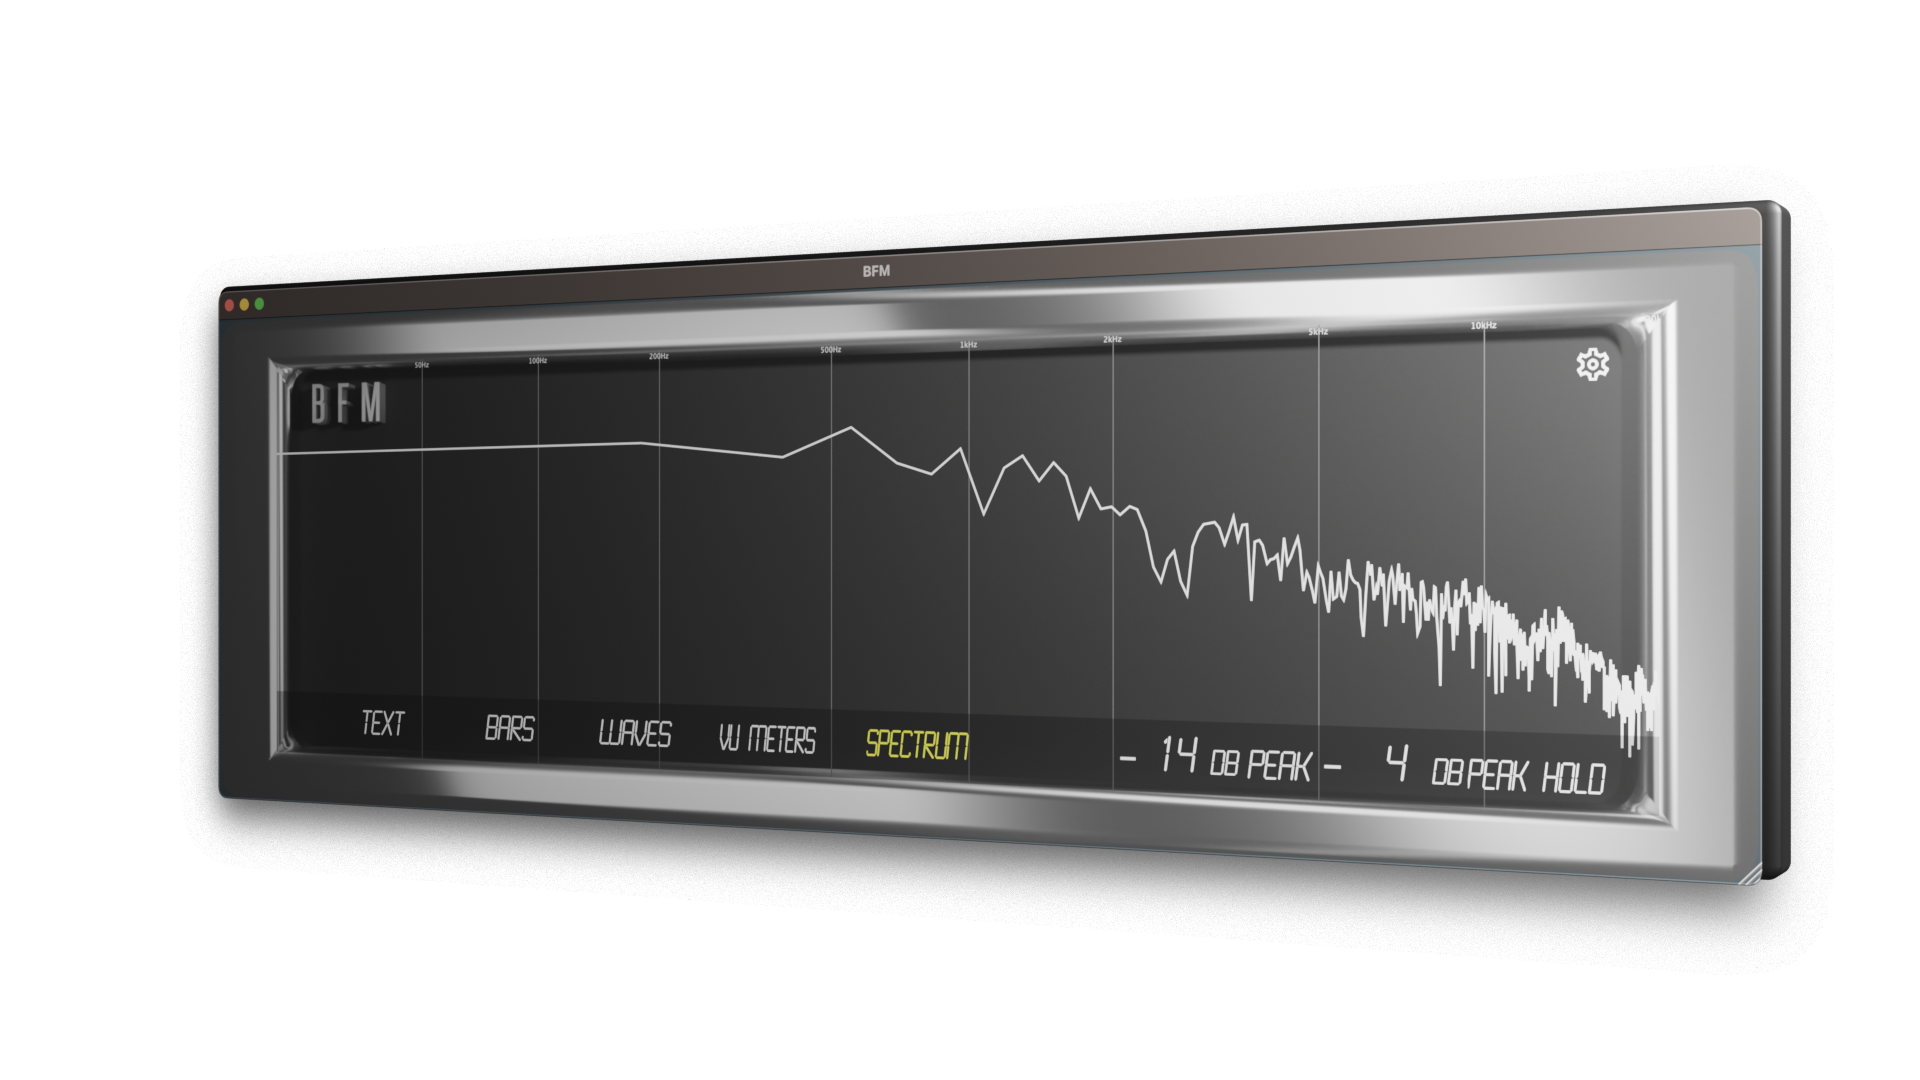 BFM
50Hz 100Hz 200Hz 500Hz 1kHz 2kHz 5kHz 10kHz
BFM
TEXT BARS WAVES VU METERS SPECTRUM - 14 DB PEAK - 4 DB PEAK HOLD